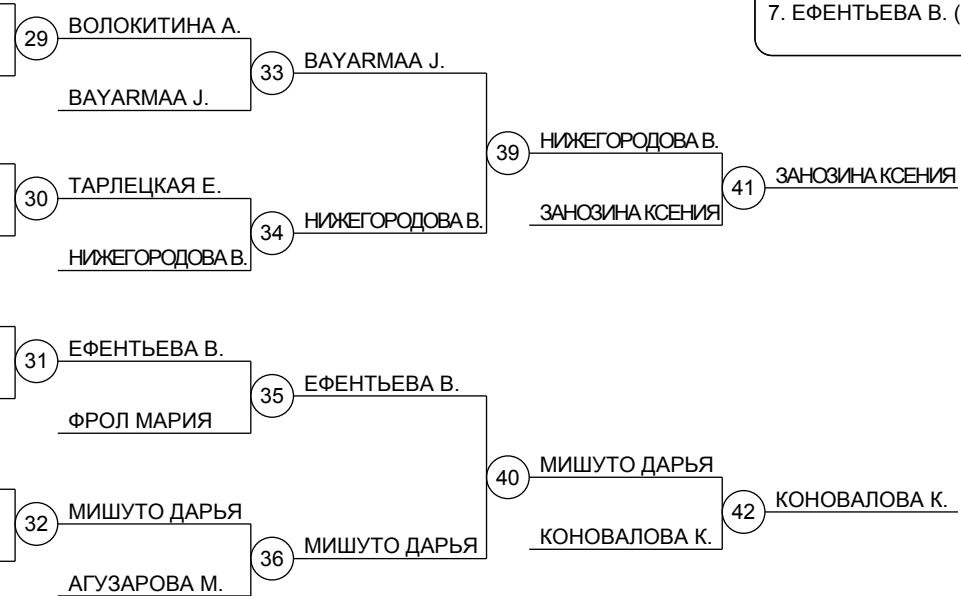 7. ЕФЕНТЬЕВА В. (
29
ВОЛОКИТИНА А.
33
BAYARMAA J.
BAYARMAA J.
39
НИЖЕГОРОДОВА В.
30
ТАРЛЕЦКАЯ Е.
34
НИЖЕГОРОДОВА В.
НИЖЕГОРОДОВА В.
41
ЗАНОЗИНА КСЕНИЯ
ЗАНОЗИНА КСЕНИЯ
31
ЕФЕНТЬЕВА В.
35
ЕФЕНТЬЕВА В.
ФРОЛ МАРИЯ
40
МИШУТО ДАРЬЯ
32
МИШУТО ДАРЬЯ
36
МИШУТО ДАРЬЯ
АГУЗАРОВА М.
42
КОНОВАЛОВА К.
КОНОВАЛОВА К.